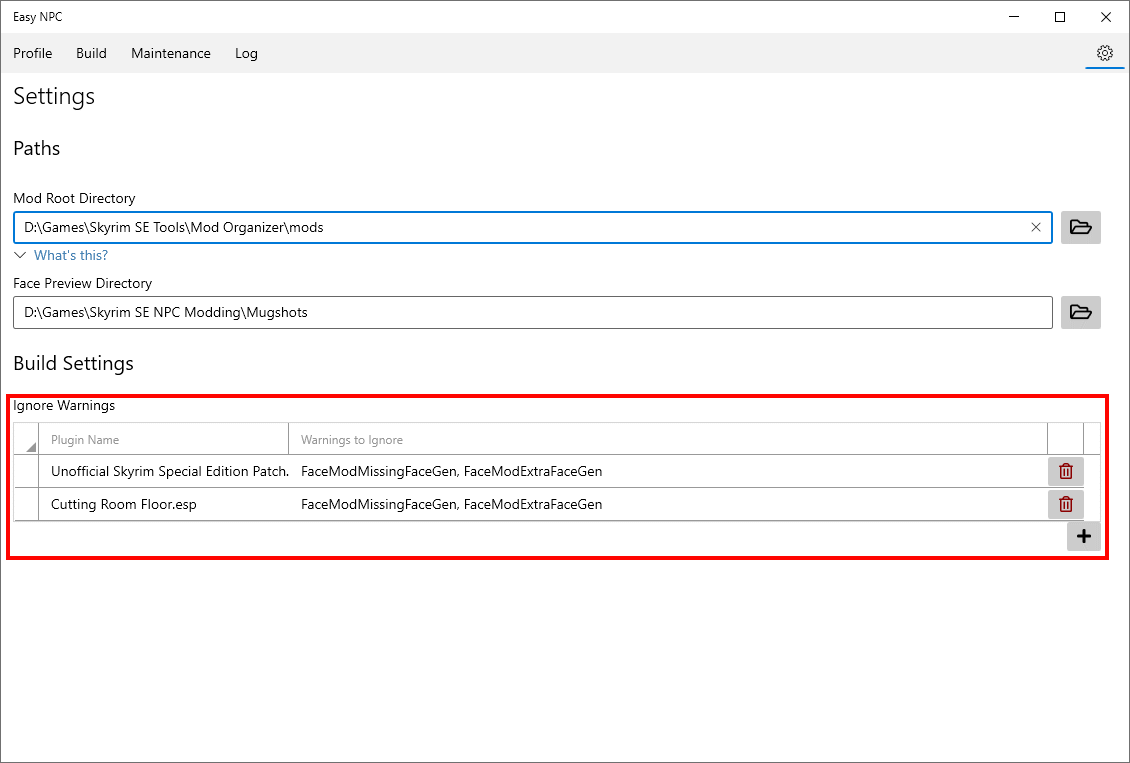 Easy NPC
Profile Build Maintenance Log
Settings
Paths
Mod Root Directory
D:\Games\Skyrim SE Tools\Mod Organizer\mods
What's this?
Face Preview Directory
D:\Games\Skyrim SE NPC Modding\Mugshots
Build Settings
Ignore Warnings
Plugin Name Warnings to Ignore
Unofficial Skyrim Special Edition Patch. FaceModMissingFaceGen, FaceModExtraFaceGen
Cutting Room Floor.esp FaceModMissingFaceGen, FaceModExtraFaceGen